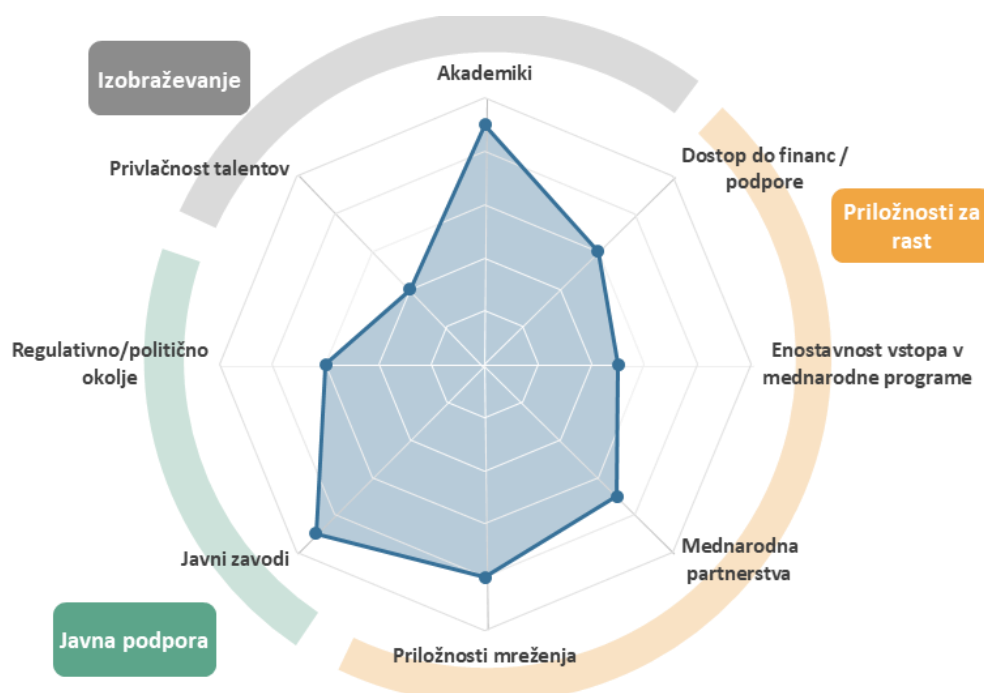 Izobraževanje
Akademiki
Privlačnost talentov
Dostop do financ /
podpore
Priložnosti za
rast
Regulativno/politično
okolje
Enostavnost vstopa v
mednarodne programe
Javni zavodi
Mednarodna
partnerstva
Javna podpora
Priložnosti mreženja